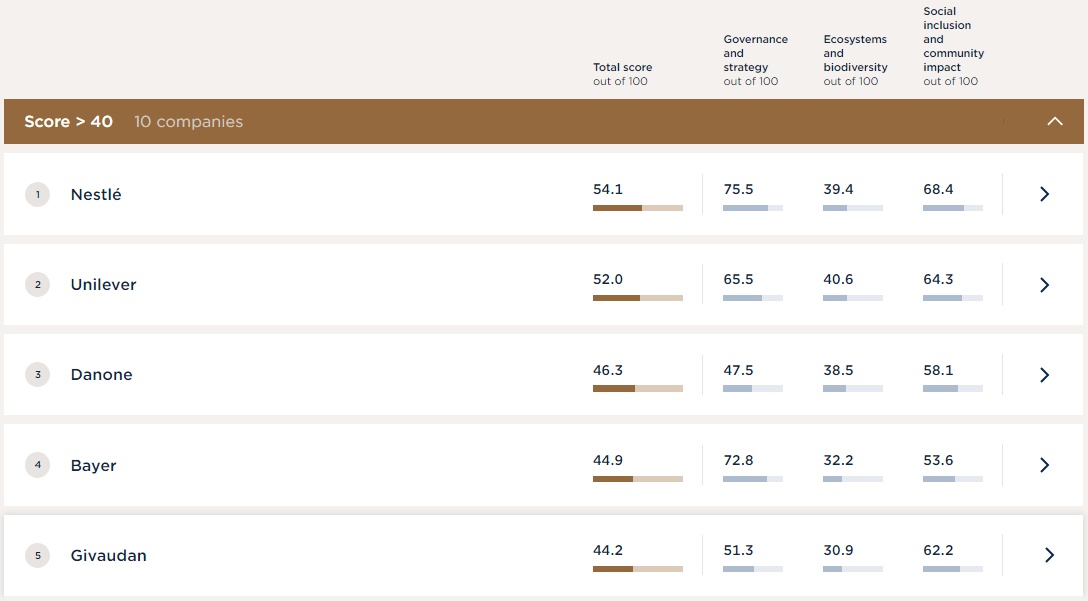 Total score
out of 100
Governance
and
strategy
out of 100
Ecosystems
and
biodiversity
out of 100
Social
inclusion
and
community
impact
out of 100
Score > 40 10 companies
1 Nestlé 54.1 75.5 39.4 68.4
2 Unilever 52.0 65.5 40.6 64.3
3 Danone 46.3 47.5 38.5 58.1
4 Bayer 44.9 72.8 32.2 53.6
5 Givaudan 44.2 51.3 30.9 62.2